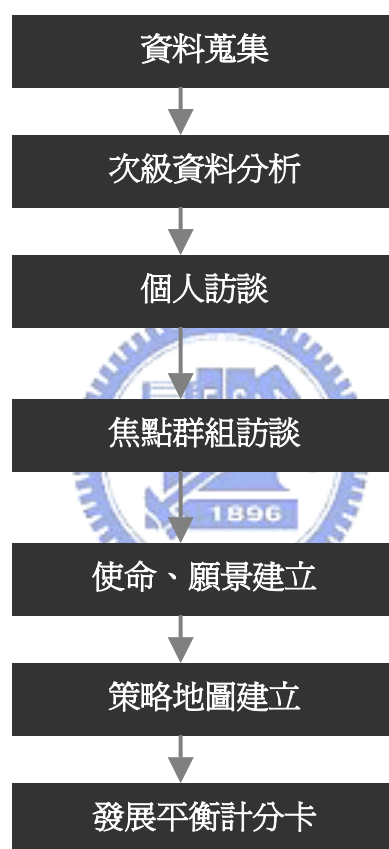 資料蒐集
次級資料分析
個人訪談
焦點群組訪談
1896
使命、願景建立
策略地圖建立
發展平衡計分卡